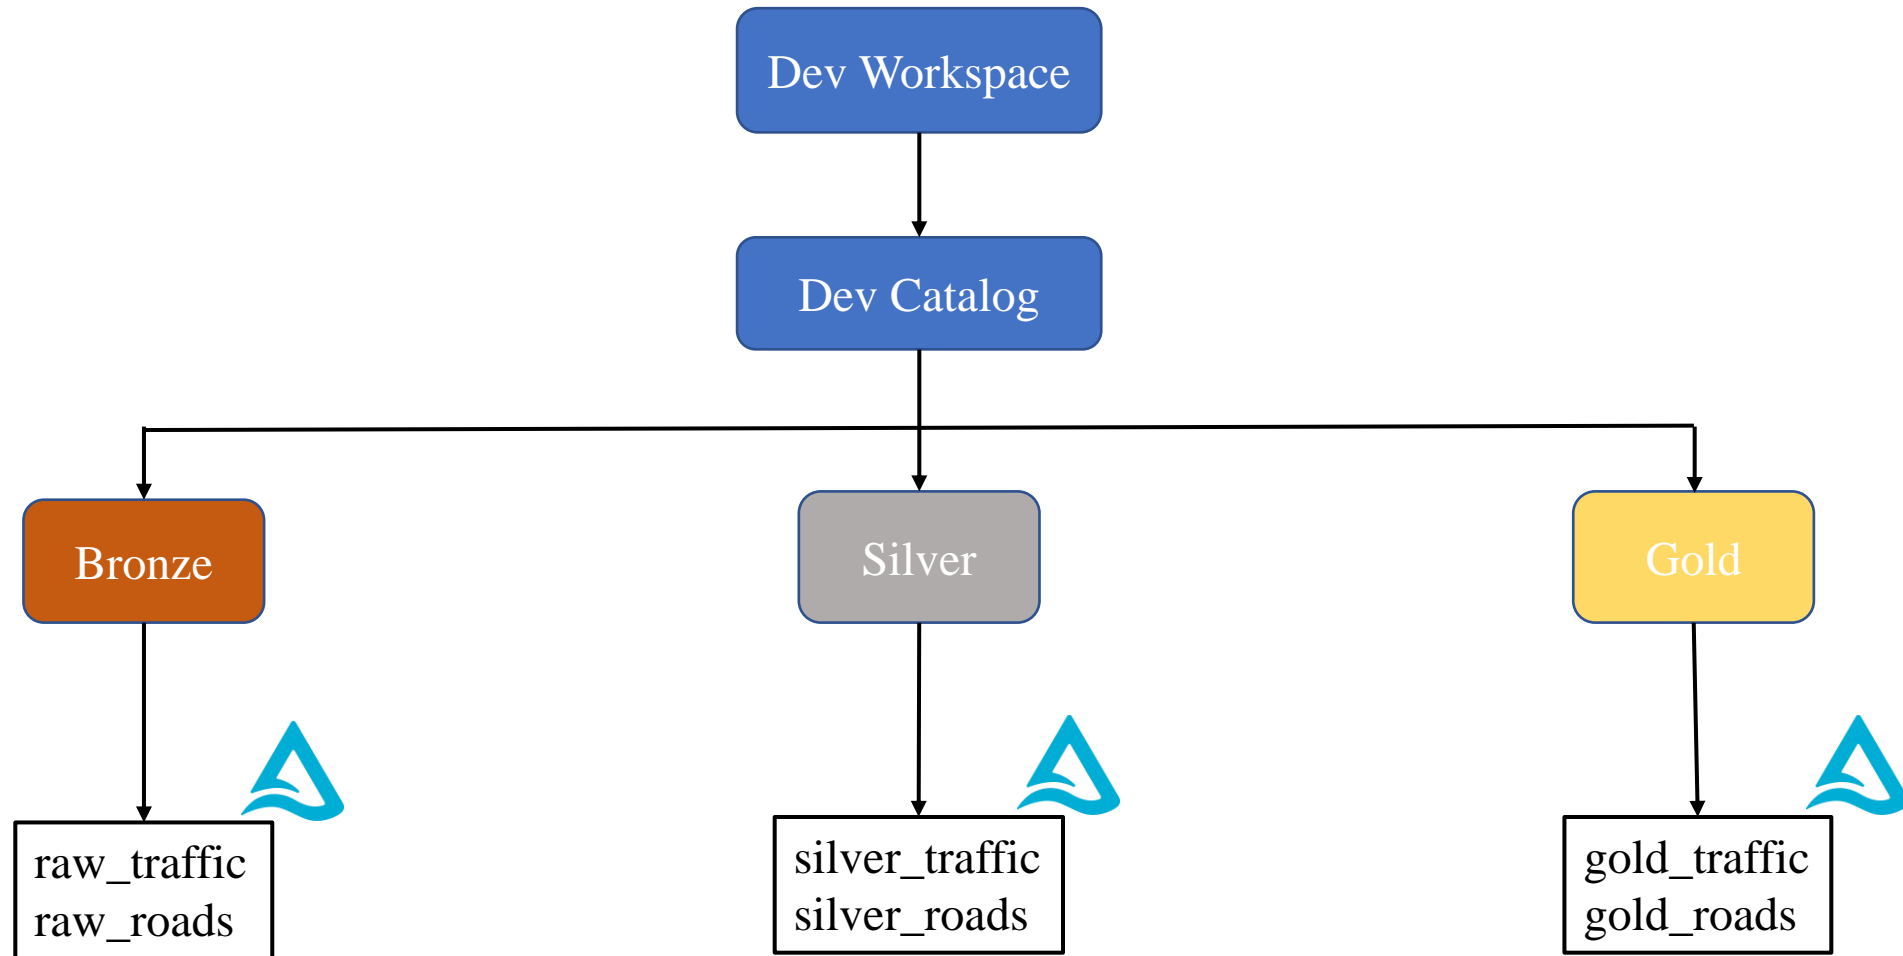 Dev Workspace
Dev Catalog
Bronze
Silver
Gold
raw_traffic
raw_roads
silver_traffic
silver_roads
gold_traffic
gold_roads